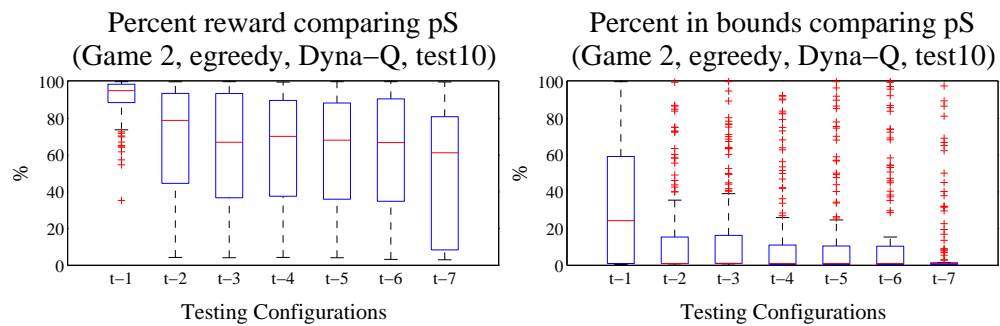 Percent reward comparing pS
(Game 2, egreedy, Dyna−Q, test10)
100
80
60
40
20
0
%
t−1 t−2 t−3 t−4 t−5 t−6 t−7
Testing Configurations
Percent in bounds comparing pS
(Game 2, egreedy, Dyna−Q, test10)
100
80
60
40
20
0
%
t−1 t−2 t−3 t−4 t−5 t−6 t−7
Testing Configurations